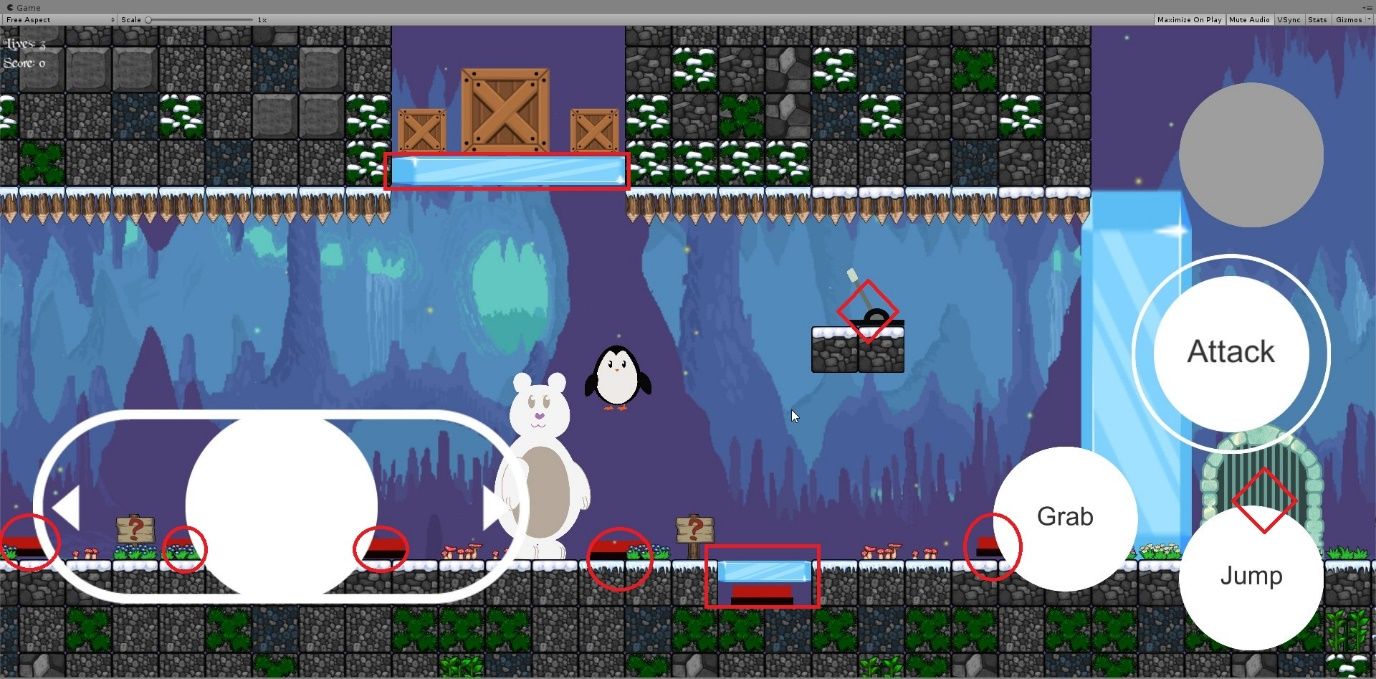 Game
Free Aspect
Scale
1x
Maximize On Play
Mute Audio
VSync
Stats
Gizmos
Lives: 3
Score: 0
?
?
Attack
Grab
Jump